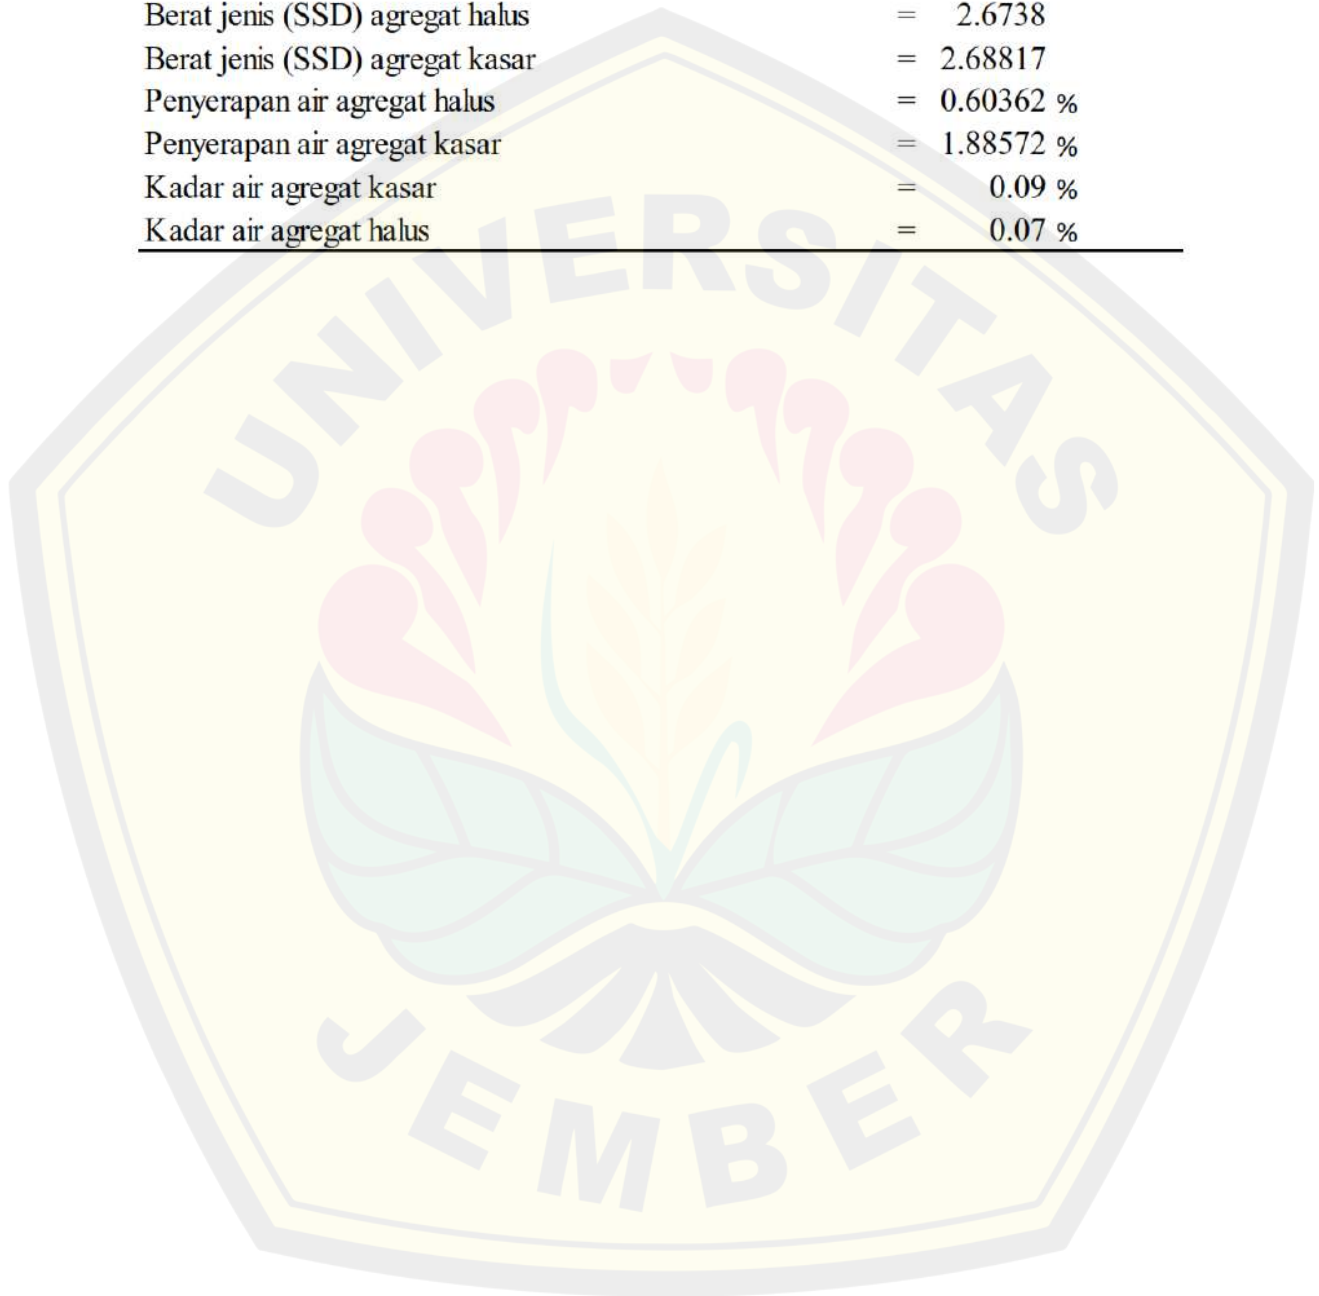 Berat jenis (SSD) agregat halus = 2.6738
Berat jenis (SSD) agregat kasar = 2.68817
Penyerapan air agregat halus = 0.60362 %
Penyerapan air agregat kasar = 1.88572 %
Kadar air agregat kasar = 0.09 %
Kadar air agregat halus = 0.07 %
UNIVERSITAS
JEMBER